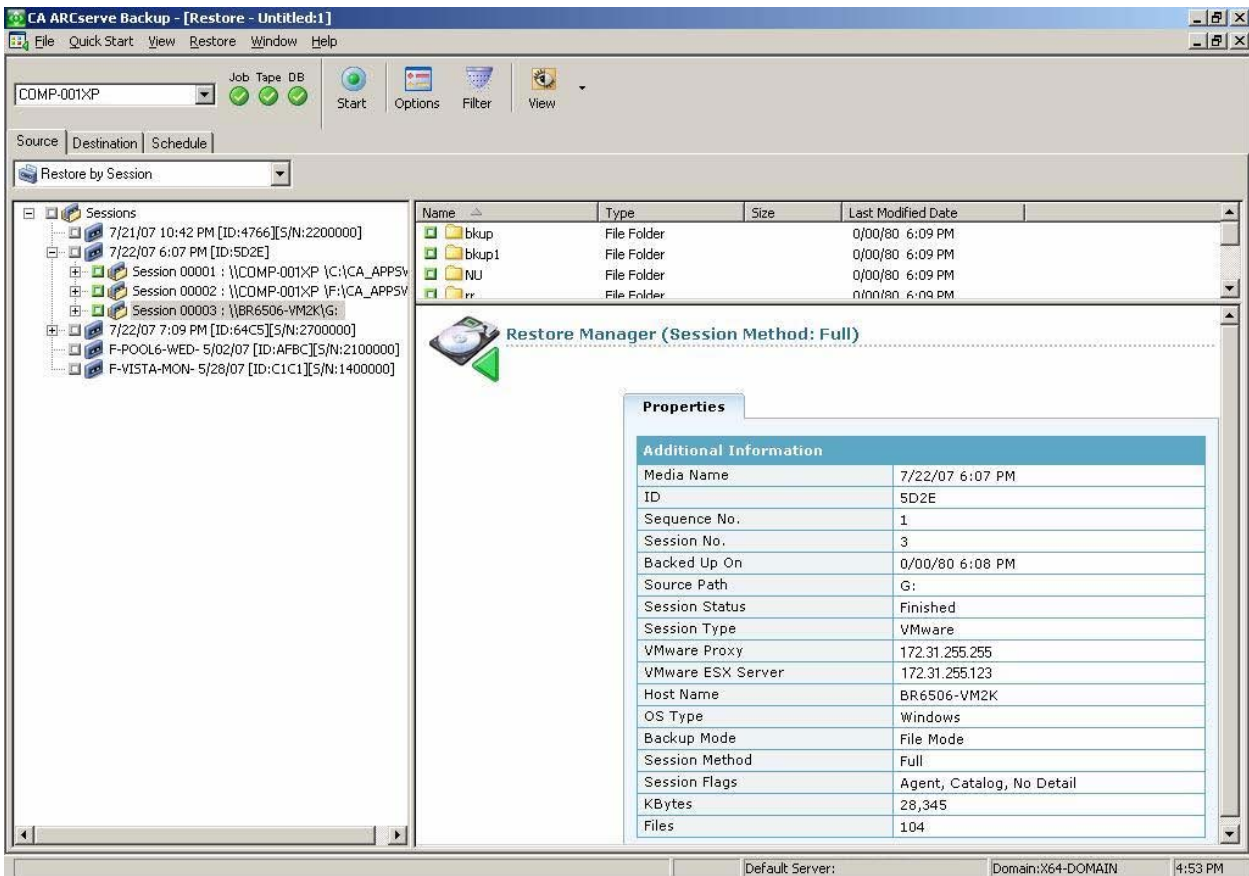 CA ARCserve Backup - [Restore - Untitled:1]
File Quick Start View Restore Window Help
COMP-001XP
Job Tape DB
Start
Options
Filter
View
Source
Destination
Schedule
Restore by Session
Sessions
7/21/07 10:42 PM [ID:4766][S/N:2200000]
7/22/07 6:07 PM [ID:5D2E]
Session 00001 : \\COMP-001XP \C:\CA_APPSV
Session 00002 : \\COMP-001XP \F:\CA_APPSV
Session 00003 : \\BR6506-VM2K\G:
7/22/07 7:09 PM [ID:64C5][S/N:2700000]
F-POOL6-WED- 5/02/07 [ID:AFBC][S/N:2100000]
F-VISTA-MON- 5/28/07 [ID:C1C1][S/N:1400000]
Name Type Size Last Modified Date
bkup File Folder 0/00/80 6:09 PM
bkup1 File Folder 0/00/80 6:09 PM
NU File Folder 0/00/80 6:09 PM
rr File Folder 0/00/80 6:09 PM
Restore Manager (Session Method: Full)
Properties
Additional Information
Media Name 7/22/07 6:07 PM
ID 5D2E
Sequence No. 1
Session No. 3
Backed Up On 0/00/80 6:08 PM
Source Path G:
Session Status Finished
Session Type VMware
VMware Proxy 172.31.255.255
VMware ESX Server 172.31.255.123
Host Name BR6506-VM2K
OS Type Windows
Backup Mode File Mode
Session Method Full
Session Flags Agent, Catalog, No Detail
KBytes 28,345
Files 104
Default Server: Domain:X64-DOMAIN 4:53 PM